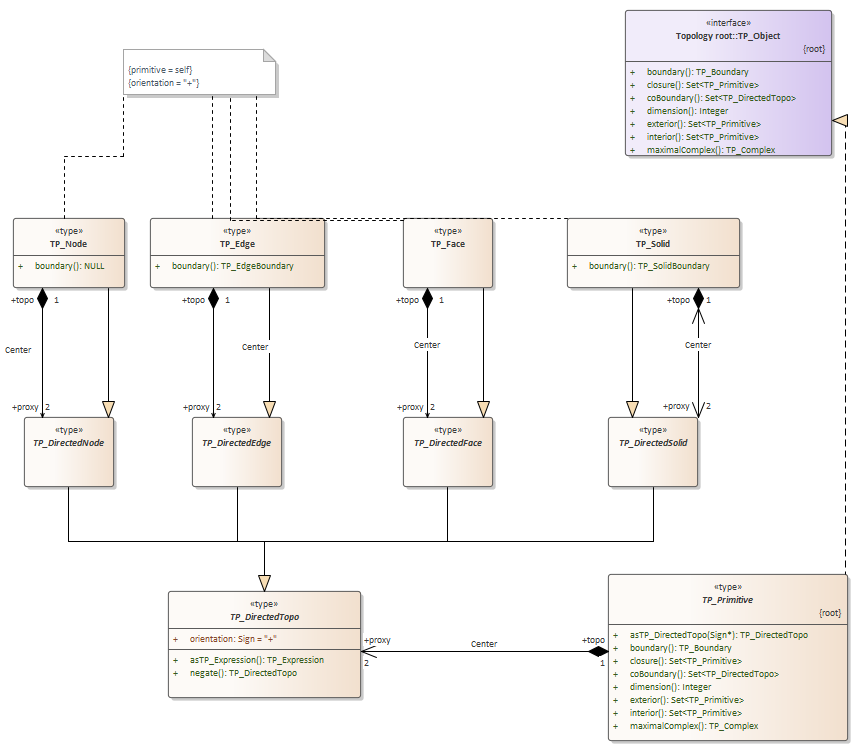 «interface»
Topology root::TP_Object
{root}
+ boundary(): TP_Boundary
+ closure(): Set<TP_Primitive>
+ coBoundary(): Set<TP_DirectedTopo>
+ dimension(): Integer
+ exterior(): Set<TP_Primitive>
+ interior(): Set<TP_Primitive>
+ maximalComplex(): TP_Complex
{primitive = self}
{orientation = "+"}
«type»
TP_Node
+ boundary(): NULL
«type»
TP_Edge
+ boundary(): TP_EdgeBoundary
«type»
TP_Face
«type»
TP_Solid
+ boundary(): TP_SolidBoundary
+topo 1
+topo 1
+topo 1
+topo 1
Center
Center
Center
Center
+proxy 2
+proxy 2
+proxy 2
+proxy 2
«type»
TP_DirectedNode
«type»
TP_DirectedEdge
«type»
TP_DirectedFace
«type»
TP_DirectedSolid
«type»
TP_DirectedTopo
+ orientation: Sign = "+"
+ asTP_Expression(): TP_Expression
+ negate(): TP_DirectedTopo
+proxy
2
Center
+topo
1
«type»
TP_Primitive
{root}
+ asTP_DirectedTopo(Sign*): TP_DirectedTopo
+ boundary(): TP_Boundary
+ closure(): Set<TP_Primitive>
+ coBoundary(): Set<TP_DirectedTopo>
+ dimension(): Integer
+ exterior(): Set<TP_Primitive>
+ interior(): Set<TP_Primitive>
+ maximalComplex(): TP_Complex